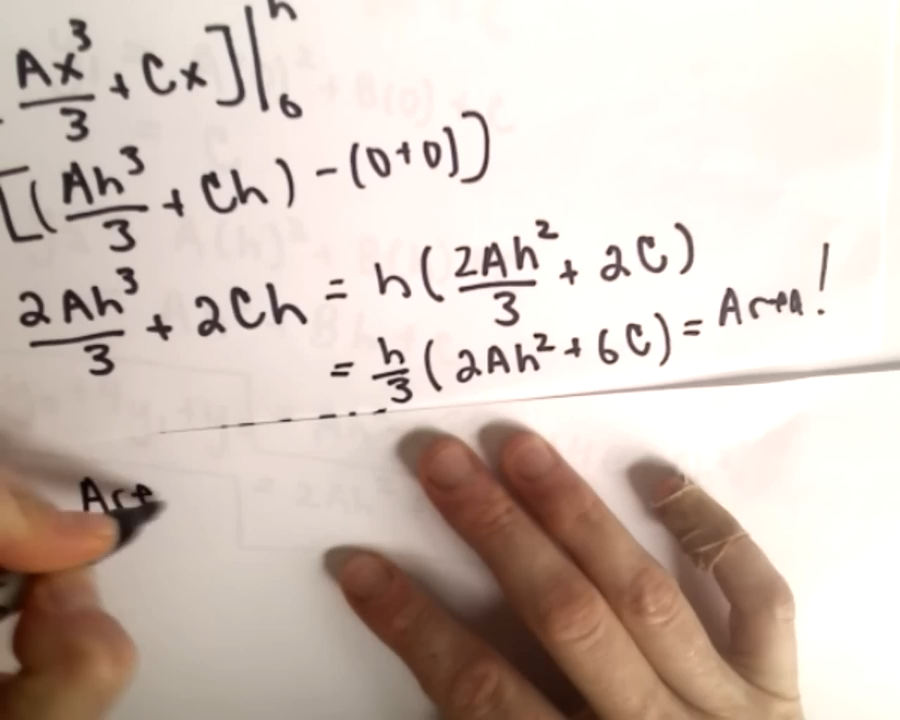 Ax³/3 + Cx]|₀ʰ
[(Ah³/3 + Ch) - (0+0)]
2Ah³/3 + 2Ch = h(2Ah²/3 + 2C)
= h/3 (2Ah² + 6C) = Area!
Are